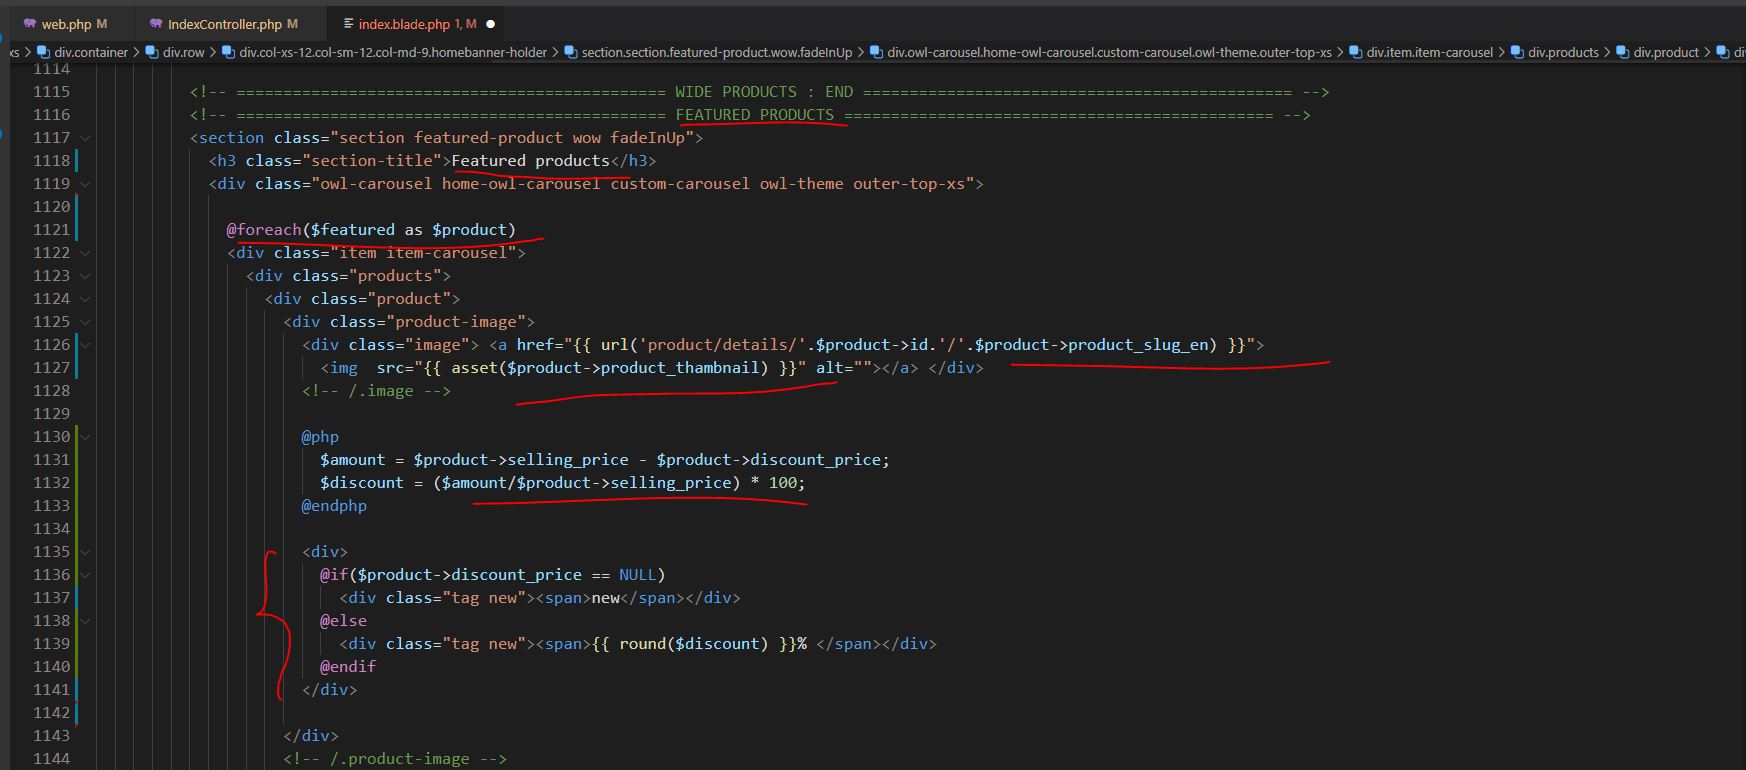 web.php M
IndexController.php M
index.blade.php 1, M
xs > div.container > div.row > div.col-xs-12.col-sm-12.col-md-9.homebanner-holder > section.section.featured-product.wow.fadeInUp > div.owl-carousel.home-owl-carousel.custom-carousel.owl-theme.outer-top-xs > div.item.item-carousel > div.products > div.product > di
1114
1115 <!-- ============================================== WIDE PRODUCTS : END ============================================== -->
1116 <!-- ============================================== FEATURED PRODUCTS ============================================== -->
1117 <section class="section featured-product wow fadeInUp">
1118 <h3 class="section-title">Featured products</h3>
1119 <div class="owl-carousel home-owl-carousel custom-carousel owl-theme outer-top-xs">
1120
1121 @foreach($featured as $product)
1122 <div class="item item-carousel">
1123 <div class="products">
1124 <div class="product">
1125 <div class="product-image">
1126 <div class="image"> <a href="{{ url('product/details/'.$product->id.'/'.$product->product_slug_en) }}">
1127 <img  src="{{ asset($product->product_thambnail) }}" alt=""></a> </div>
1128 <!-- /.image -->
1129
1130 @php
1131 $amount = $product->selling_price - $product->discount_price;
1132 $discount = ($amount/$product->selling_price) * 100;
1133 @endphp
1134
1135 <div>
1136 @if($product->discount_price == NULL)
1137 <div class="tag new"><span>new</span></div>
1138 @else
1139 <div class="tag new"><span>{{ round($discount) }}% </span></div>
1140 @endif
1141 </div>
1142
1143 </div>
1144 <!-- /.product-image -->